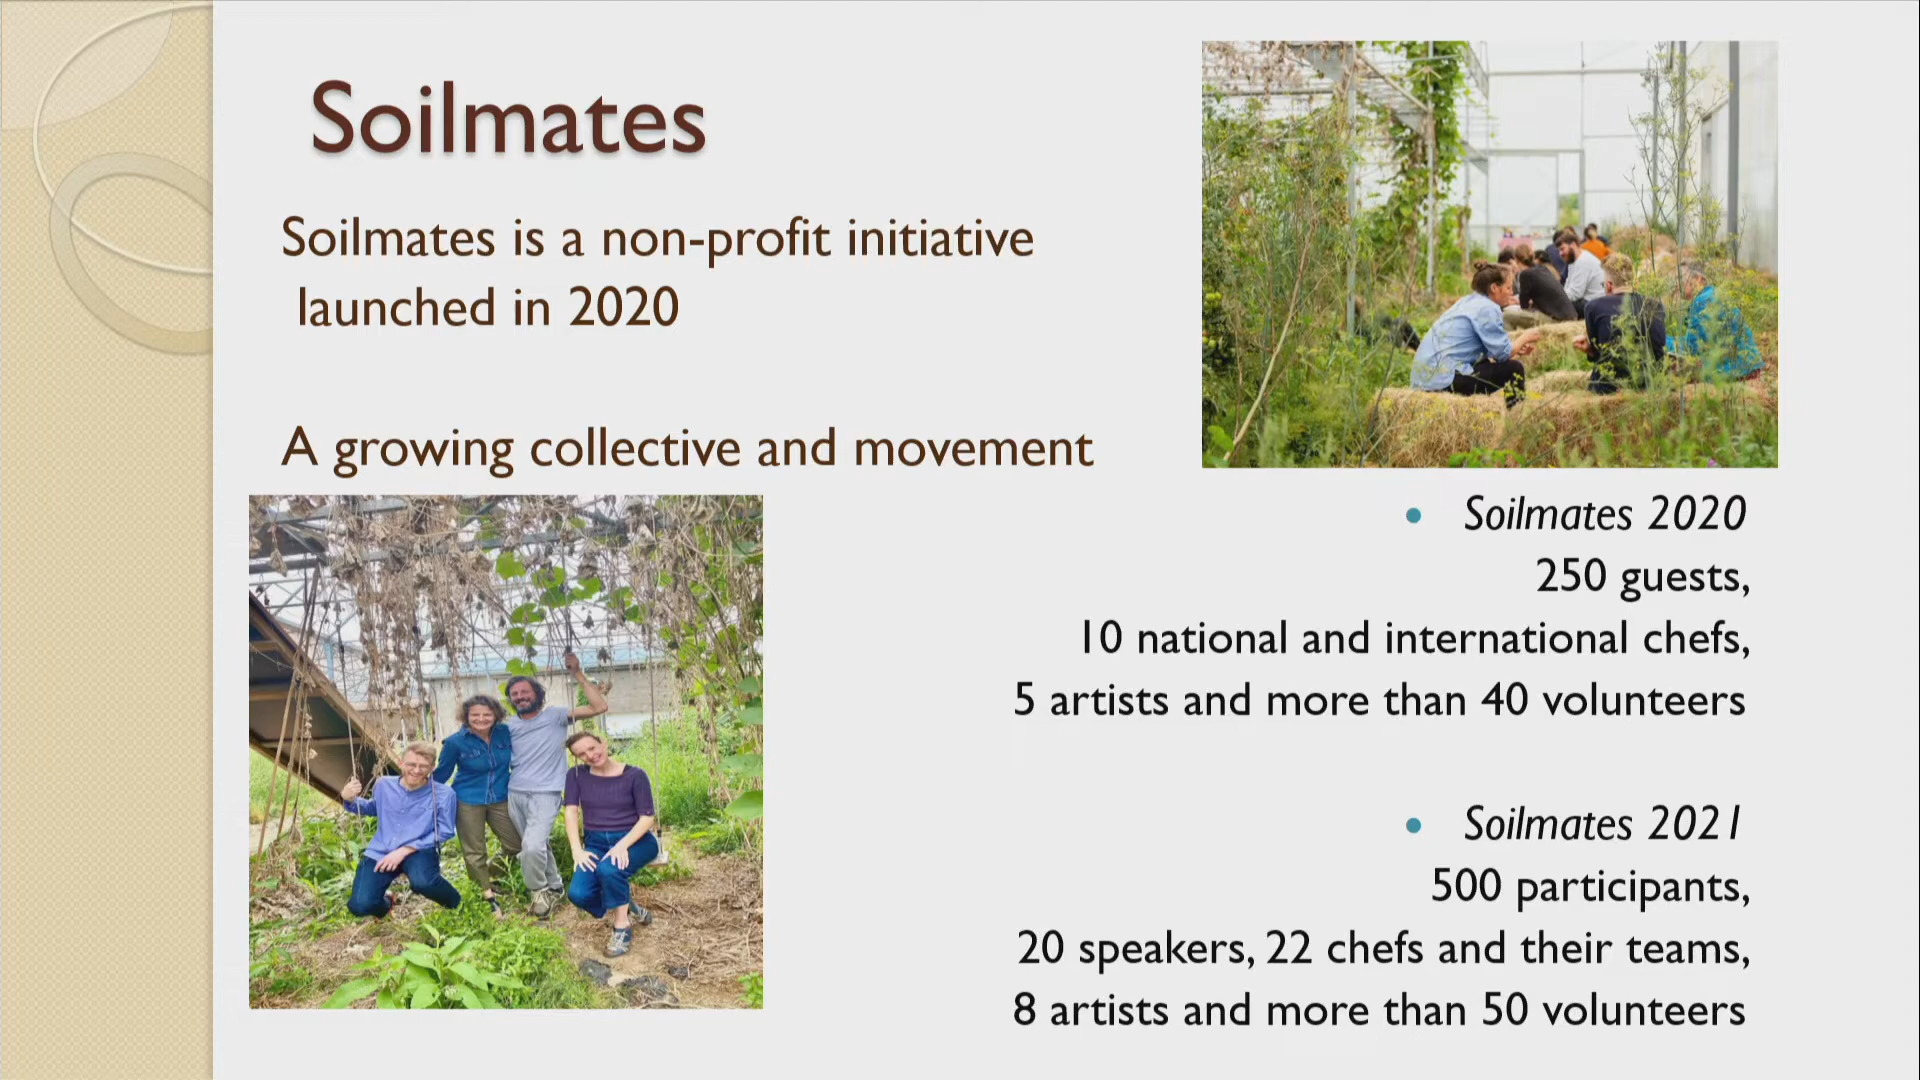 Soilmates
Soilmates is a non-profit initiative
launched in 2020
A growing collective and movement
• Soilmates 2020
250 guests,
10 national and international chefs,
5 artists and more than 40 volunteers
• Soilmates 2021
500 participants,
20 speakers, 22 chefs and their teams,
8 artists and more than 50 volunteers